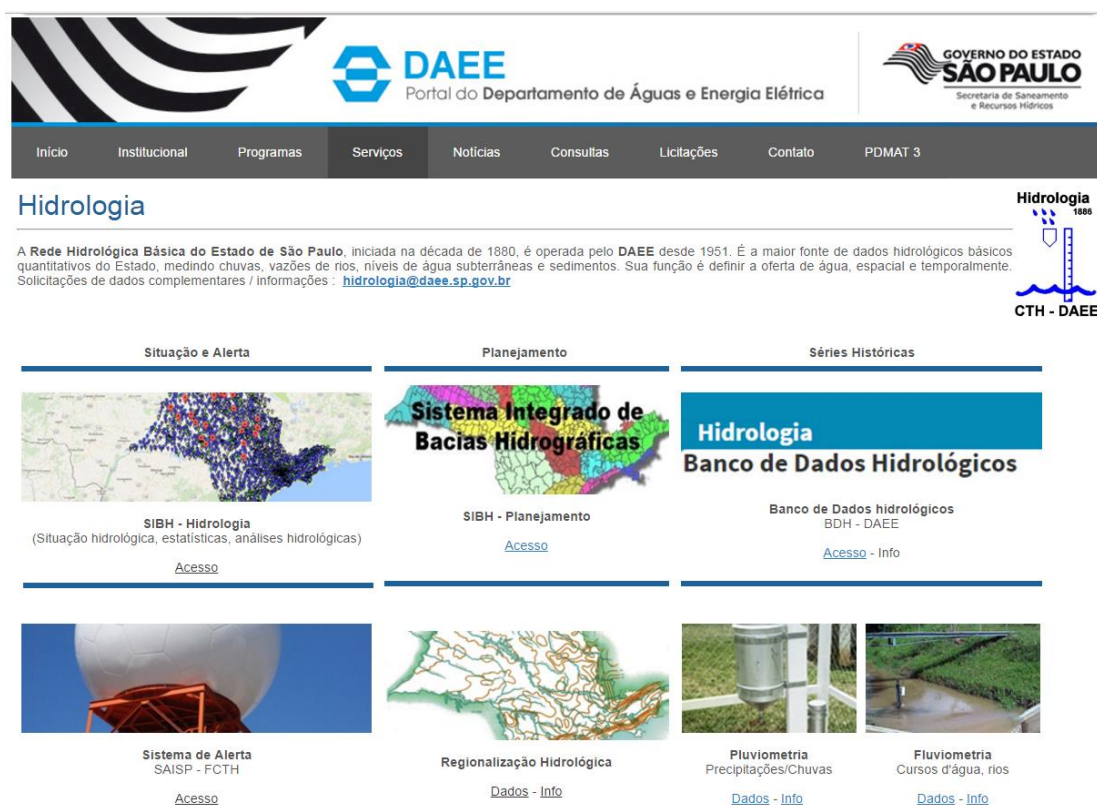 DAEE
Portal do Departamento de Águas e Energia Elétrica
GOVERNO DO ESTADO
SÃO PAULO
Secretaria de Saneamento
e Recursos Hídricos
Início Institucional Programas Serviços Notícias Consultas Licitações Contato PDMAT 3
Hidrologia
Hidrologia
1886
CTH - DAEE
A Rede Hidrológica Básica do Estado de São Paulo, iniciada na década de 1880, é operada pelo DAEE desde 1951. É a maior fonte de dados hidrológicos básicos
quantitativos do Estado, medindo chuvas, vazões de rios, níveis de água subterrâneas e sedimentos. Sua função é definir a oferta de água, espacial e temporalmente.
Solicitações de dados complementares / informações : hidrologia@daee.sp.gov.br
Situação e Alerta
SIBH - Hidrologia
(Situação hidrológica, estatísticas, análises hidrológicas)
Acesso
Planejamento
Sistema Integrado de
Bacias Hidrográficas
SIBH - Planejamento
Acesso
Séries Históricas
Hidrologia
Banco de Dados Hidrológicos
Banco de Dados hidrológicos
BDH - DAEE
Acesso - Info
Sistema de Alerta
SAISP - FCTH
Acesso
Regionalização Hidrológica
Dados - Info
Pluviometria
Precipitações/Chuvas
Dados - Info
Fluviometria
Cursos d'água, rios
Dados - Info